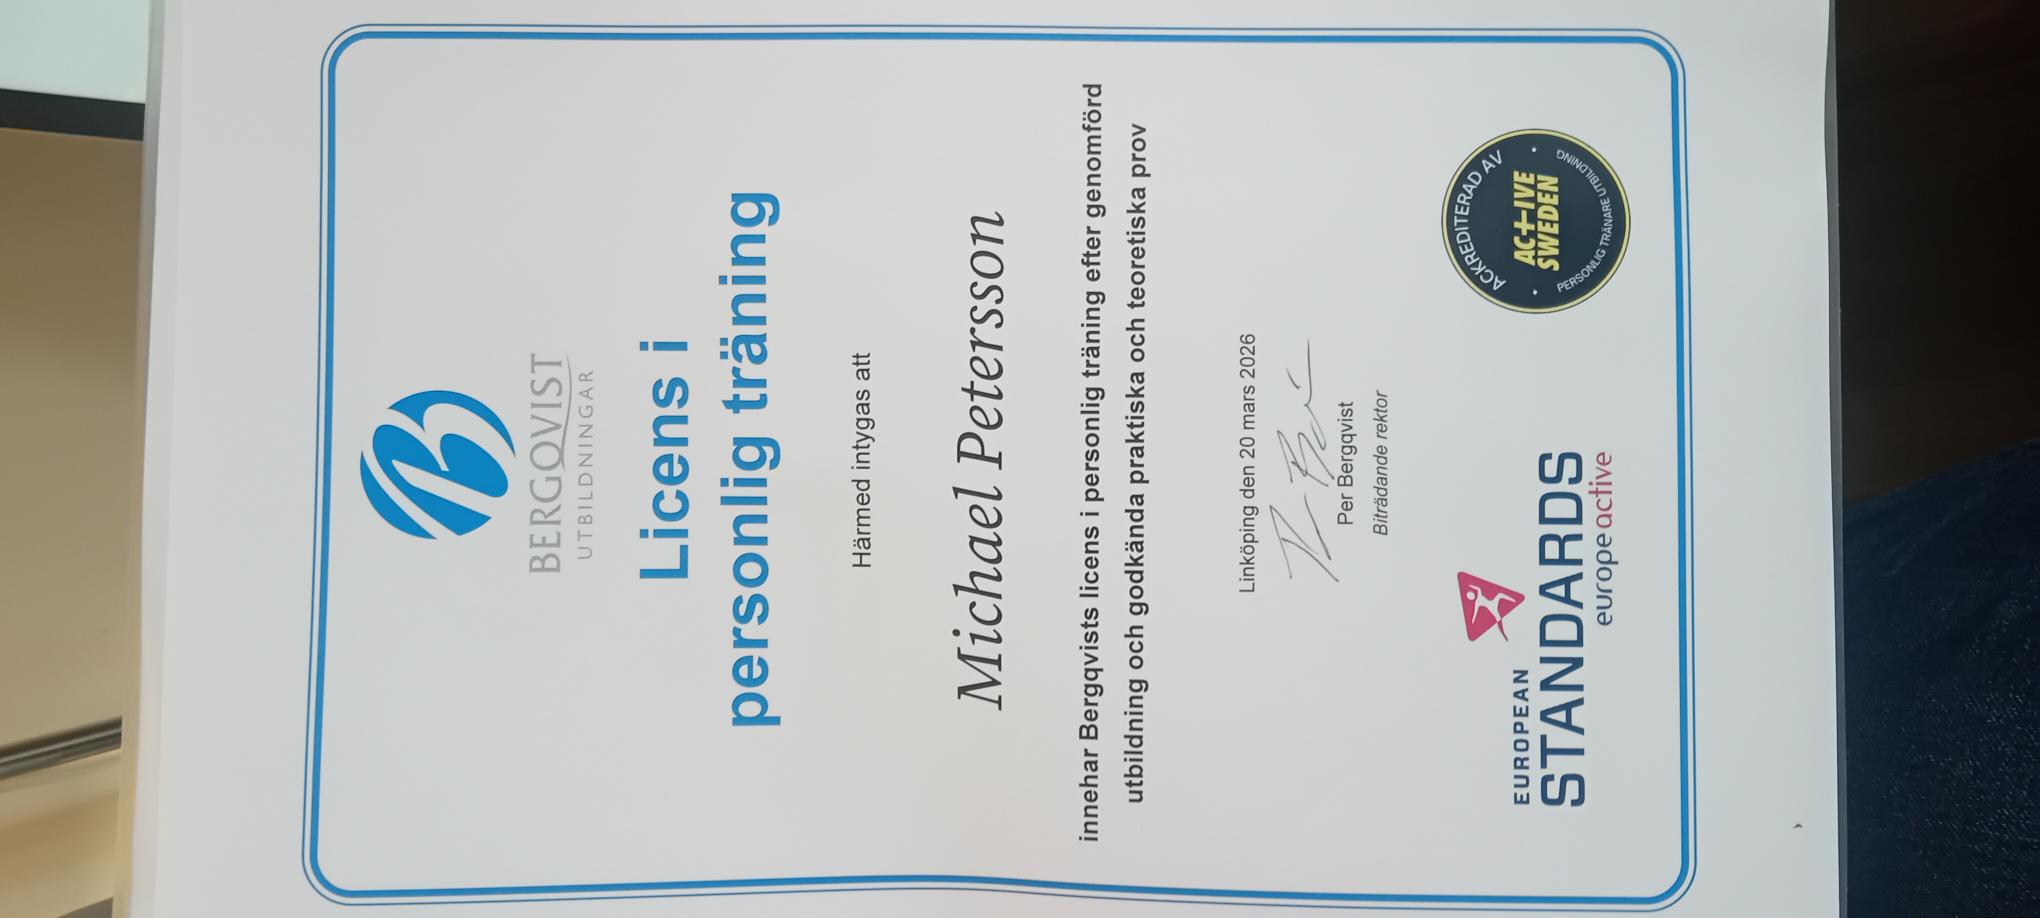 BERGQVIST
UTBILDNINGAR
Licens i
personlig träning
Härmed intygas att
Michael Petersson
innehar Bergqvists licens i personlig träning efter genomförd
utbildning och godkända praktiska och teoretiska prov
Linköping den 20 mars 2026
Per Bergqvist
Biträdande rektor
EUROPEAN
STANDARDS
europe active
ACKREDITERAD AV
AC+IVE
SWEDEN
PERSONLIG TRÄNARE UTBILDNING